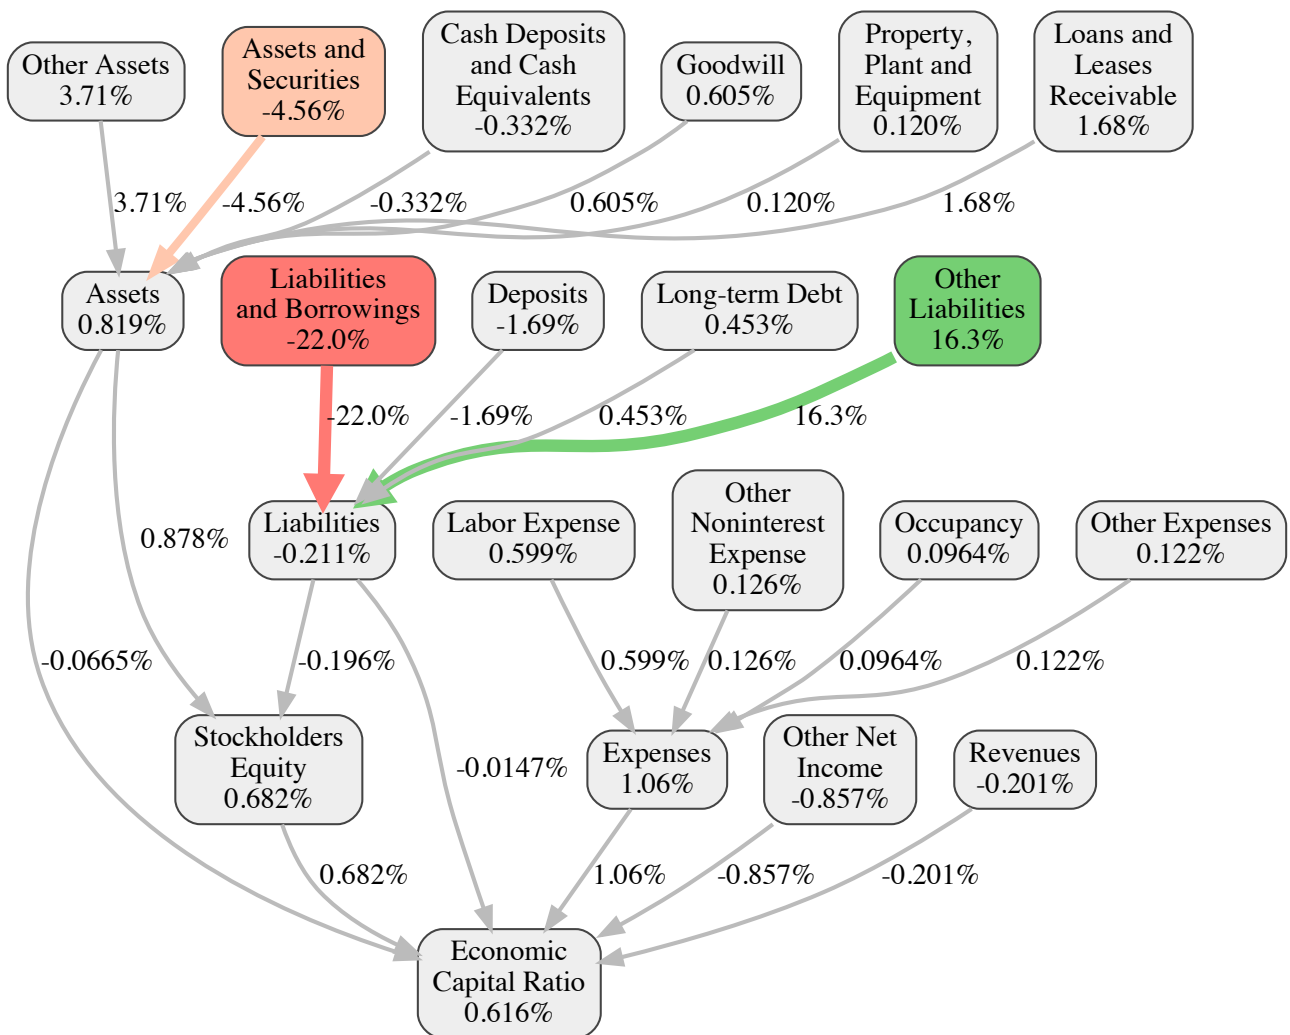 Other Assets
3.71%
Assets and
Securities
-4.56%
Cash Deposits
and Cash
Equivalents
-0.332%
Goodwill
0.605%
Property,
Plant and
Equipment
0.120%
Loans and
Leases
Receivable
1.68%
3.71%
-4.56%
-0.332%
0.605%
0.120%
1.68%
Assets
0.819%
Liabilities
and Borrowings
-22.0%
Deposits
-1.69%
Long-term Debt
0.453%
Other
Liabilities
16.3%
-22.0%
-1.69%
0.453%
16.3%
0.878%
Liabilities
-0.211%
Labor Expense
0.599%
Other
Noninterest
Expense
0.126%
Occupancy
0.0964%
Other Expenses
0.122%
-0.0665%
-0.196%
0.599%
0.126%
0.0964%
0.122%
Stockholders
Equity
0.682%
-0.0147%
Expenses
1.06%
Other Net
Income
-0.857%
Revenues
-0.201%
0.682%
1.06%
-0.857%
-0.201%
Economic
Capital Ratio
0.616%